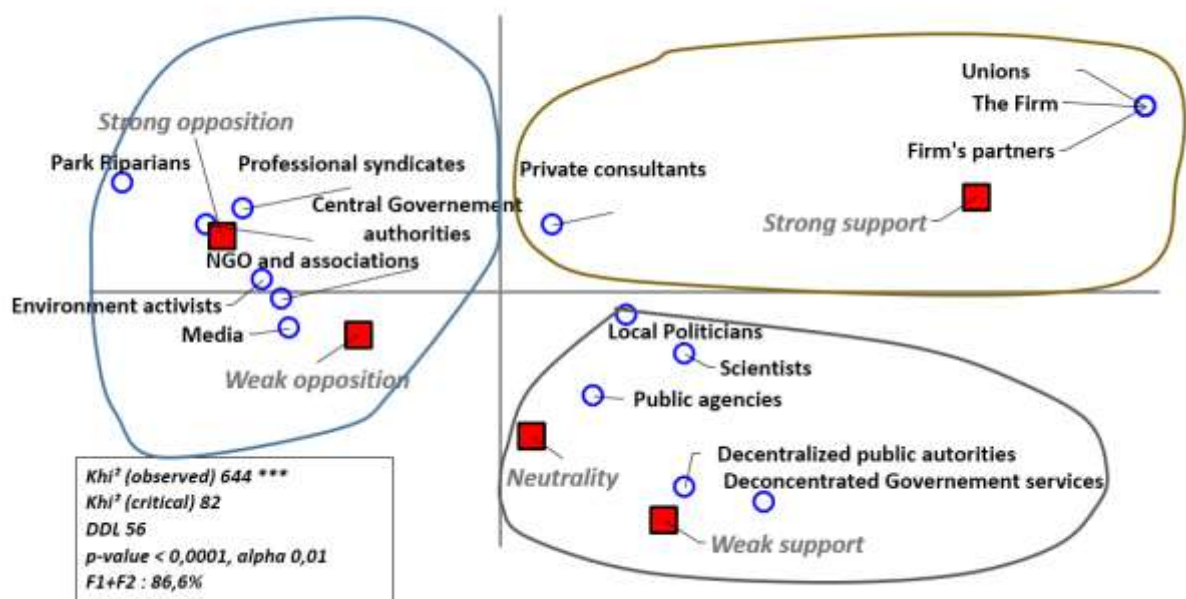 Unions
The Firm
Firm's partners
Strong opposition
Park Riparians
Professional syndicates
Private consultants
Central Governement
authorities
Strong support
NGO and associations
Environment activists
Media
Local Politicians
Scientists
Weak opposition
Public agencies
Decentralized public autorities
Neutrality
Deconcentrated Governement services
Weak support
Khi² (observed) 644 ***
Khi² (critical) 82
DDL 56
p-value < 0,0001, alpha 0,01
F1+F2 : 86,6%